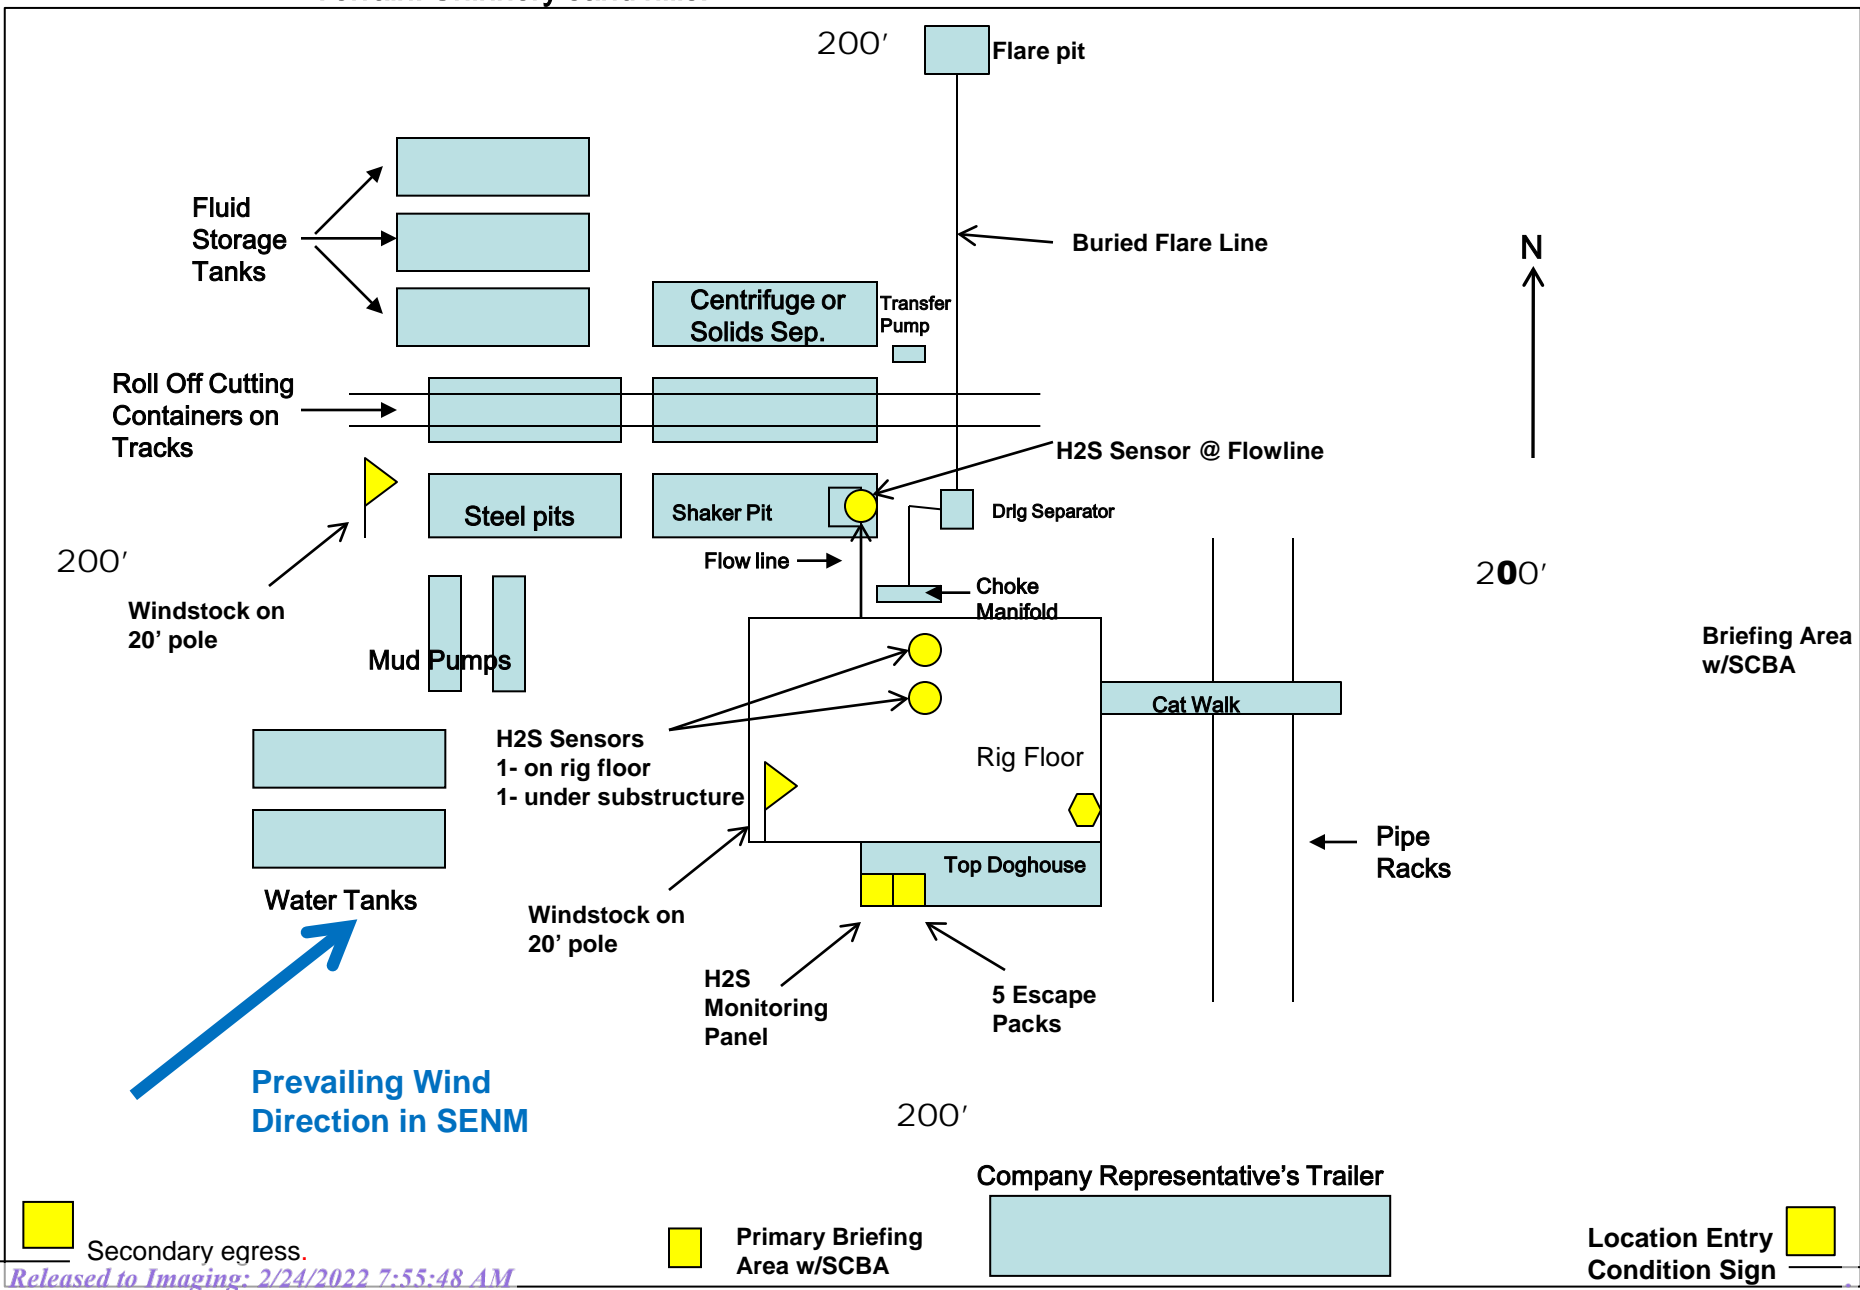 200'
Flare pit
Fluid
Storage
Tanks
Buried Flare Line
N
Centrifuge or
Solids Sep.
Transfer
Pump
Roll Off Cutting
Containers on
Tracks
H2S Sensor @ Flowline
Steel pits
Shaker Pit
Drlg Separator
Flow line
200'
200'
Choke
Manifold
Windstock on
20' pole
Briefing Area
w/SCBA
Mud Pumps
Cat Walk
H2S Sensors
1- on rig floor
1- under substructure
Rig Floor
Pipe
Racks
Top Doghouse
Water Tanks
Windstock on
20' pole
H2S
Monitoring
Panel
5 Escape
Packs
Prevailing Wind
Direction in SENM
200'
Company Representative's Trailer
Secondary egress.
Primary Briefing
Area w/SCBA
Location Entry
Condition Sign
Released to Imaging: 2/24/2022 7:55:48 AM